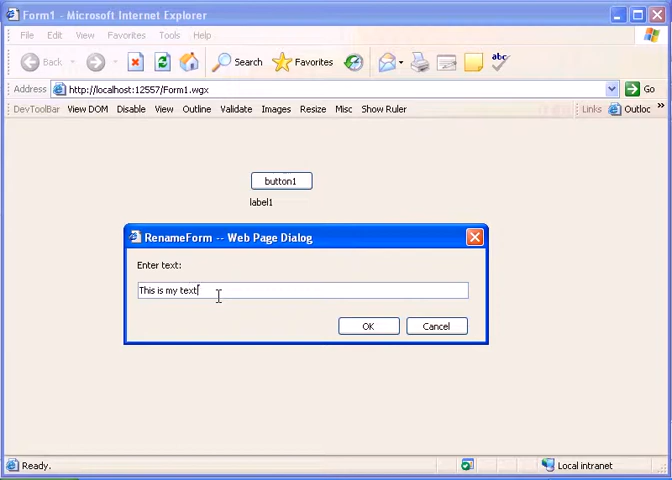 Form1 - Microsoft Internet Explorer
File Edit View Favorites Tools Help
Back Search Favorites abc
Address http://localhost:12557/Form1.wgx Go
DevToolBar View DOM Disable View Outline Validate Images Resize Misc Show Ruler Links Outloc
button1
label1
RenameForm -- Web Page Dialog
Enter text:
This is my text
OK Cancel
Ready. Local intranet